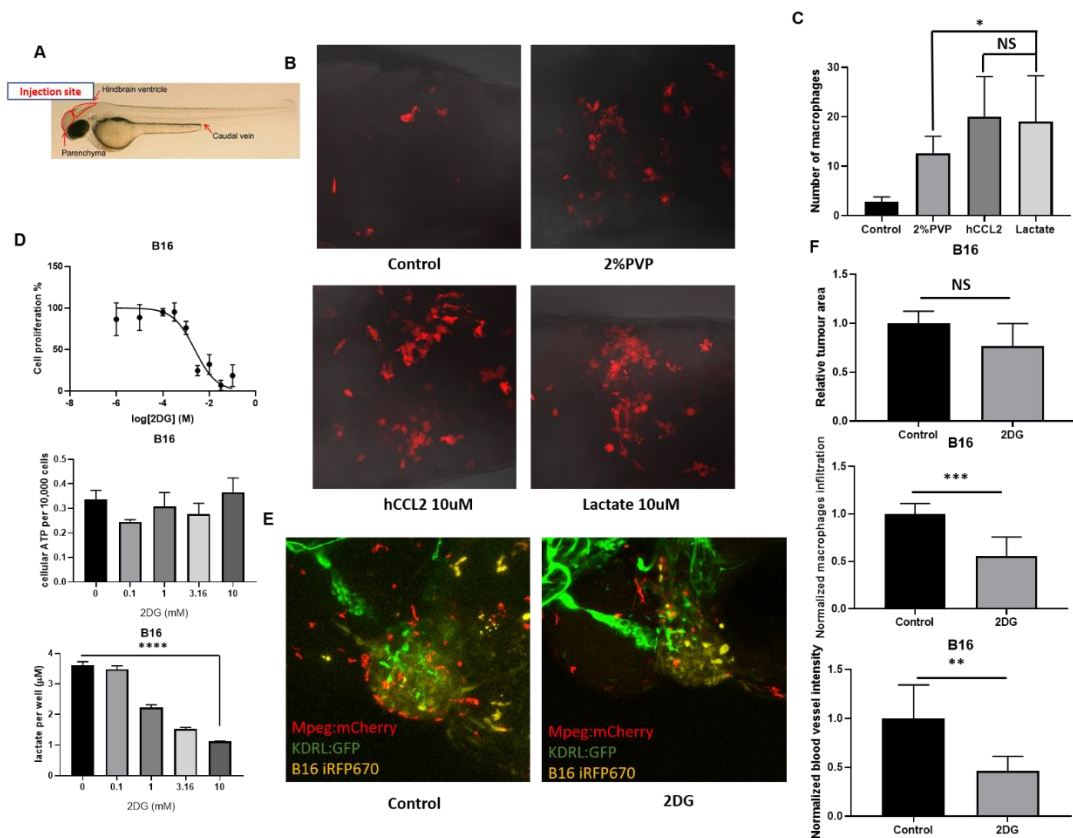 A
Injection site
Hindbrain ventricle
Caudal vein
Parenchyma
B
Control
2%PVP
hCCL2 10uM
Lactate 10uM
C
*
NS
Number of macrophages
30
20
10
0
Control 2%PVP hCCL2 Lactate
D
B16
Cell proliferation %
150
100
50
0
-8 -6 -4 -2 0
log[2DG] (M)
B16
cellular ATP per 10,000 cells
0.5
0.4
0.3
0.2
0.1
0.0
0 0.1 1 3.16 10
2DG (mM)
B16
****
lactate per well (µM)
4
3
2
1
0
0 0.1 1 3.16 10
2DG (mM)
E
Mpeg:mCherry
KDRL:GFP
B16 iRFP670
Control
2DG
F
B16
NS
Relative tumour area
1.5
1.0
0.5
0.0
Control 2DG
B16
***
Normalized macrophages infiltration
1.5
1.0
0.5
0.0
Control 2DG
B16
**
Normalized blood vessel intensity
1.5
1.0
0.5
0.0
Control 2DG